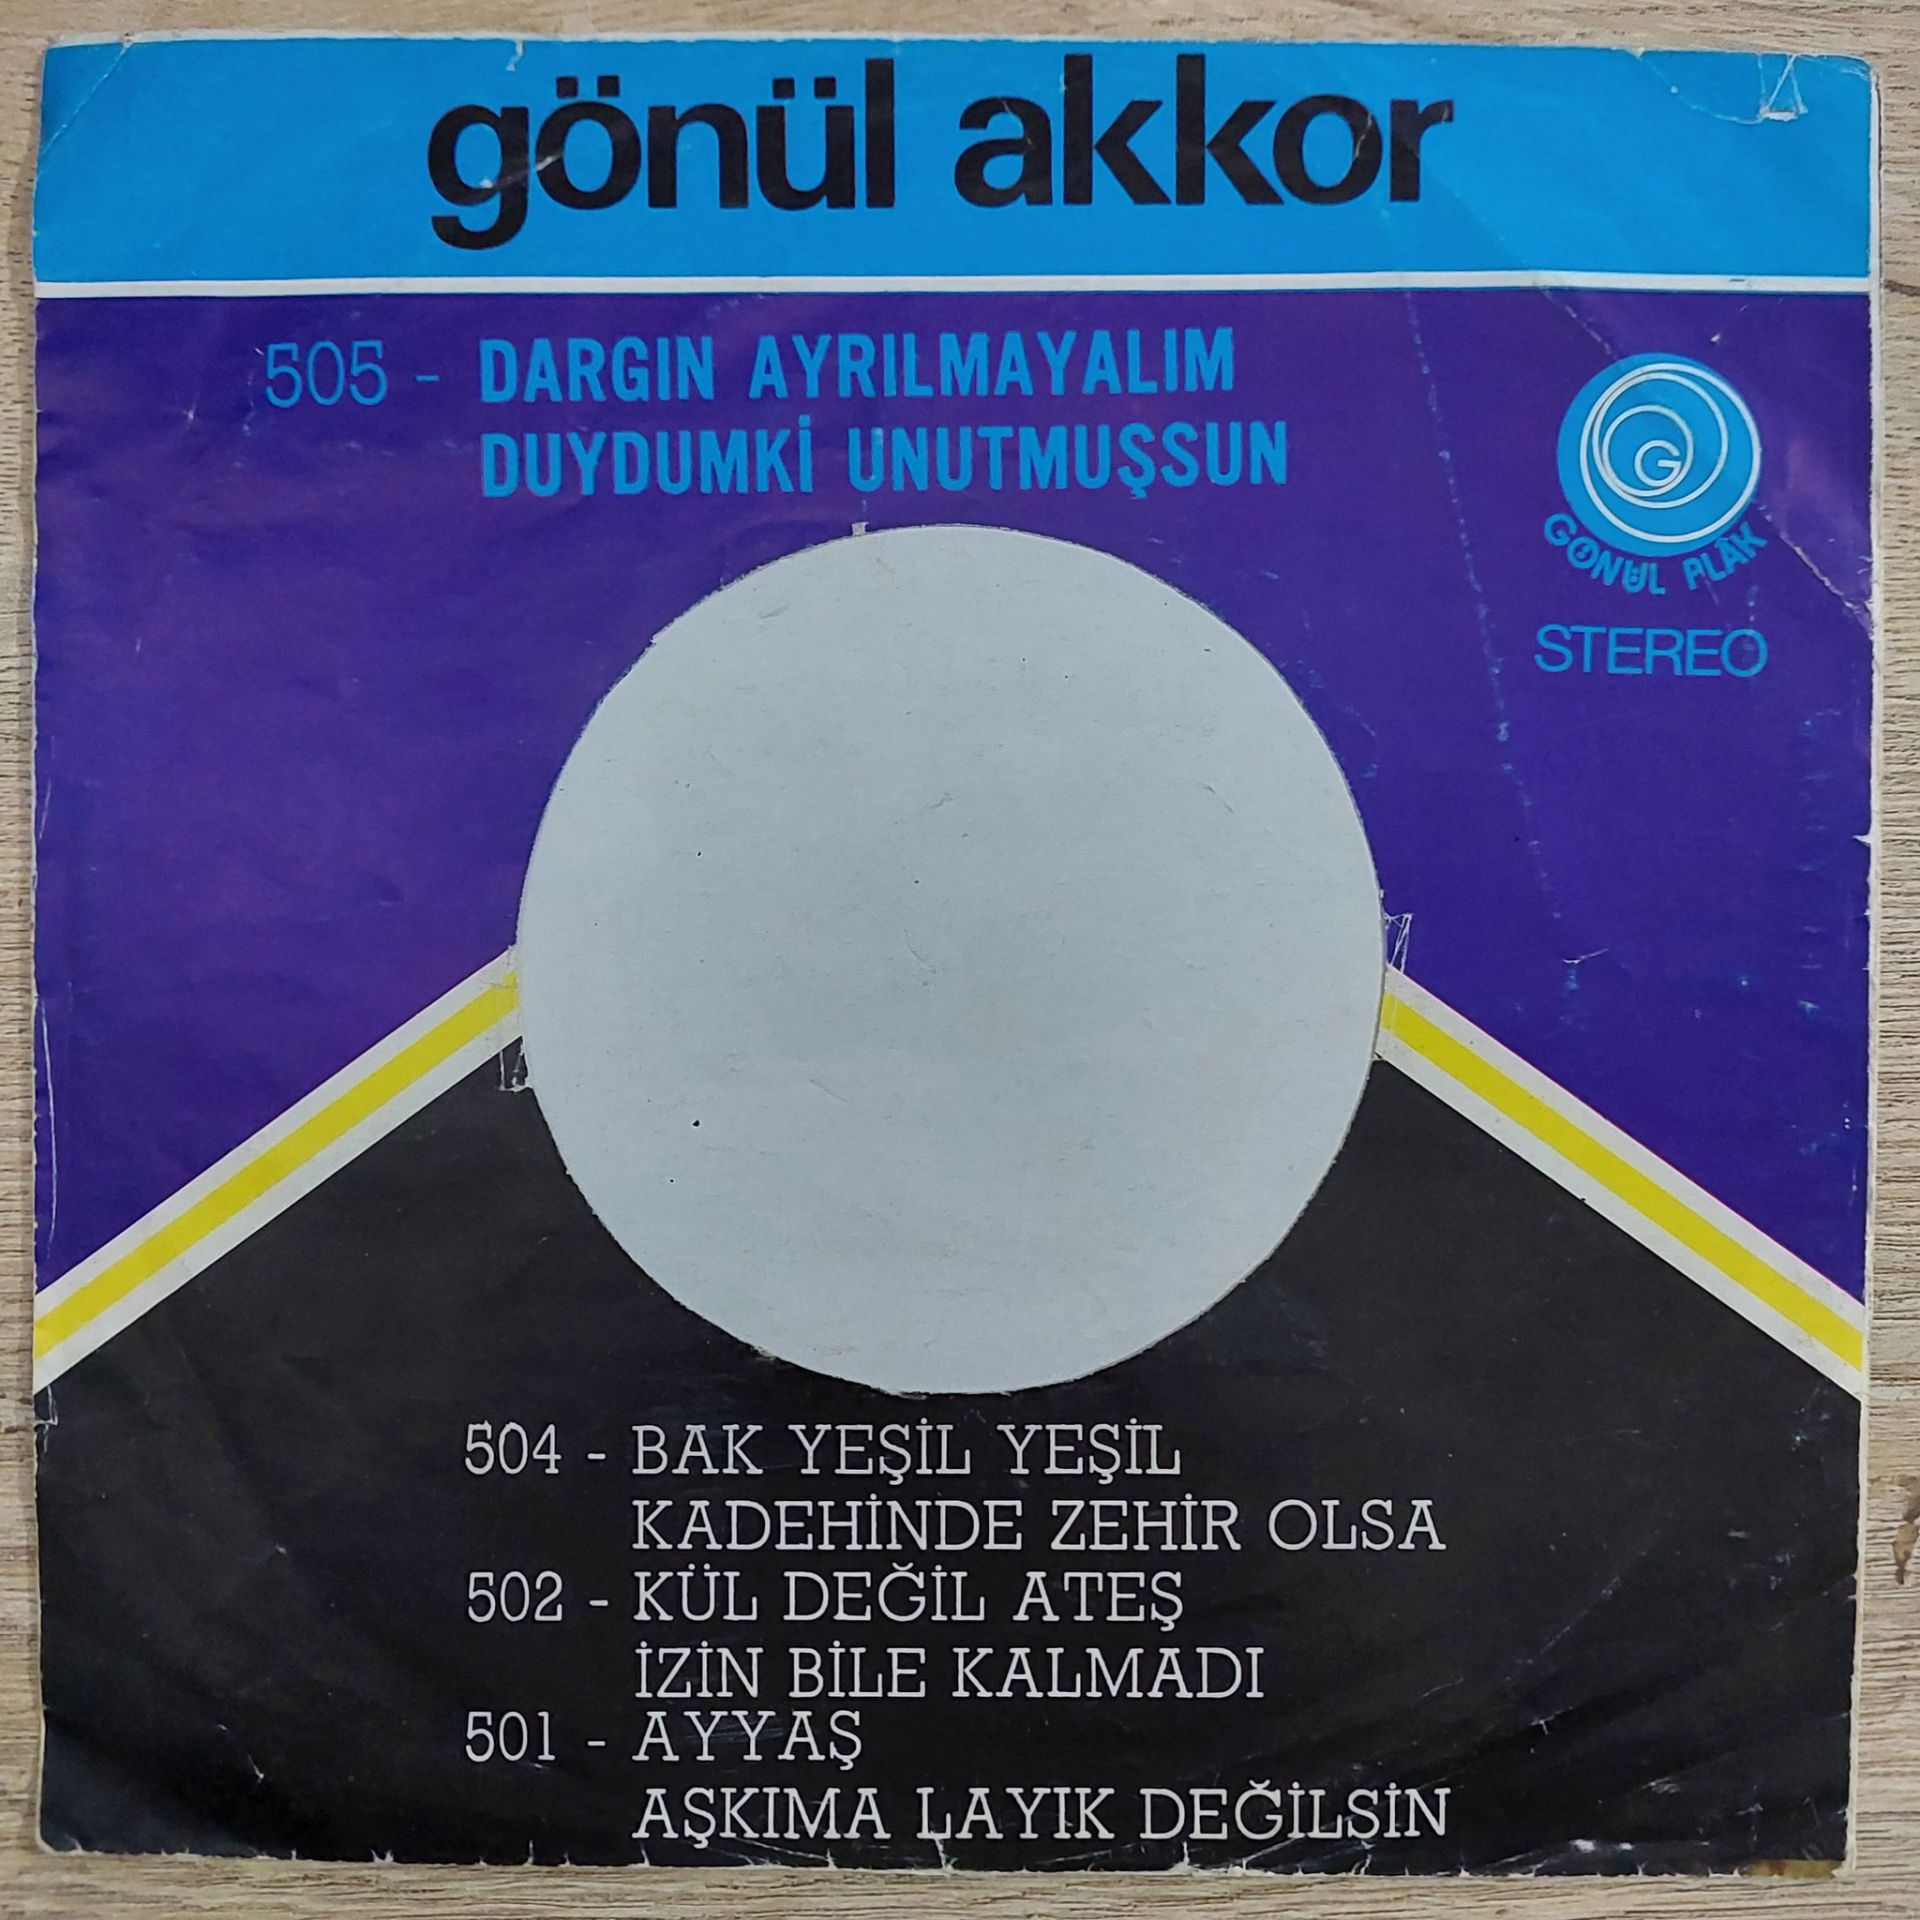 gönül akkor
505 - DARGIN AYRILMAYALIM
DUYDUMKİ UNUTMUŞSUN
G
GÖNÜL PLÂK
STEREO
504 - BAK YEŞİL YEŞİL
KADEHİNDE ZEHİR OLSA
502 - KÜL DEĞİL ATEŞ
İZİN BİLE KALMADI
501 - AYYAŞ
AŞKIMA LAYIK DEĞİLSİN